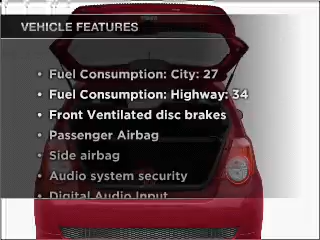 VEHICLE FEATURES
• Fuel Consumption: City: 27
• Fuel Consumption: Highway: 34
• Front Ventilated disc brakes
• Passenger Airbag
• Side airbag
• Audio system security
• Digital Audio Input